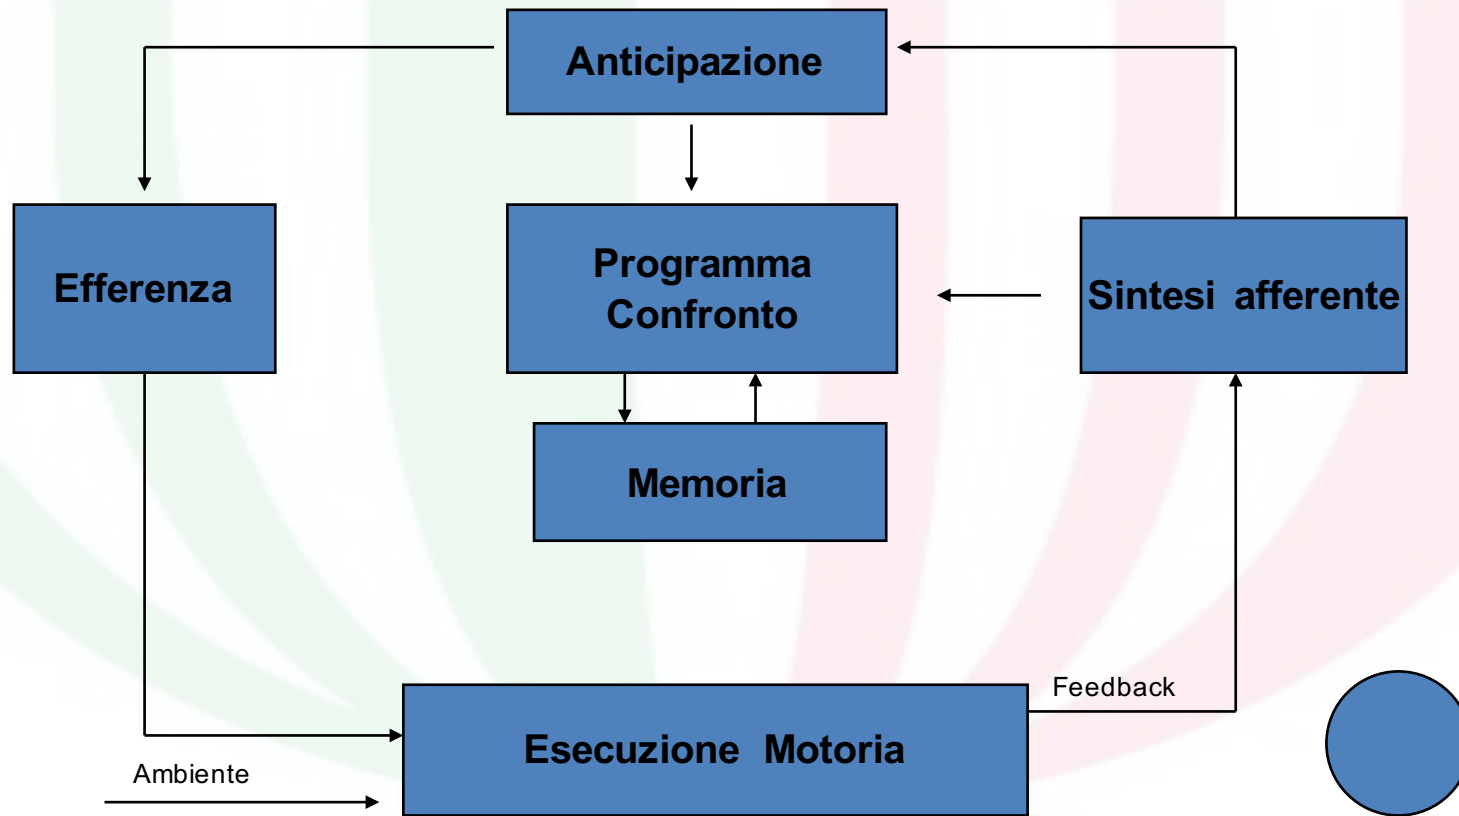 Anticipazione
Efferenza
Programma
Confronto
Sintesi afferente
Memoria
Feedback
Esecuzione Motoria
Ambiente